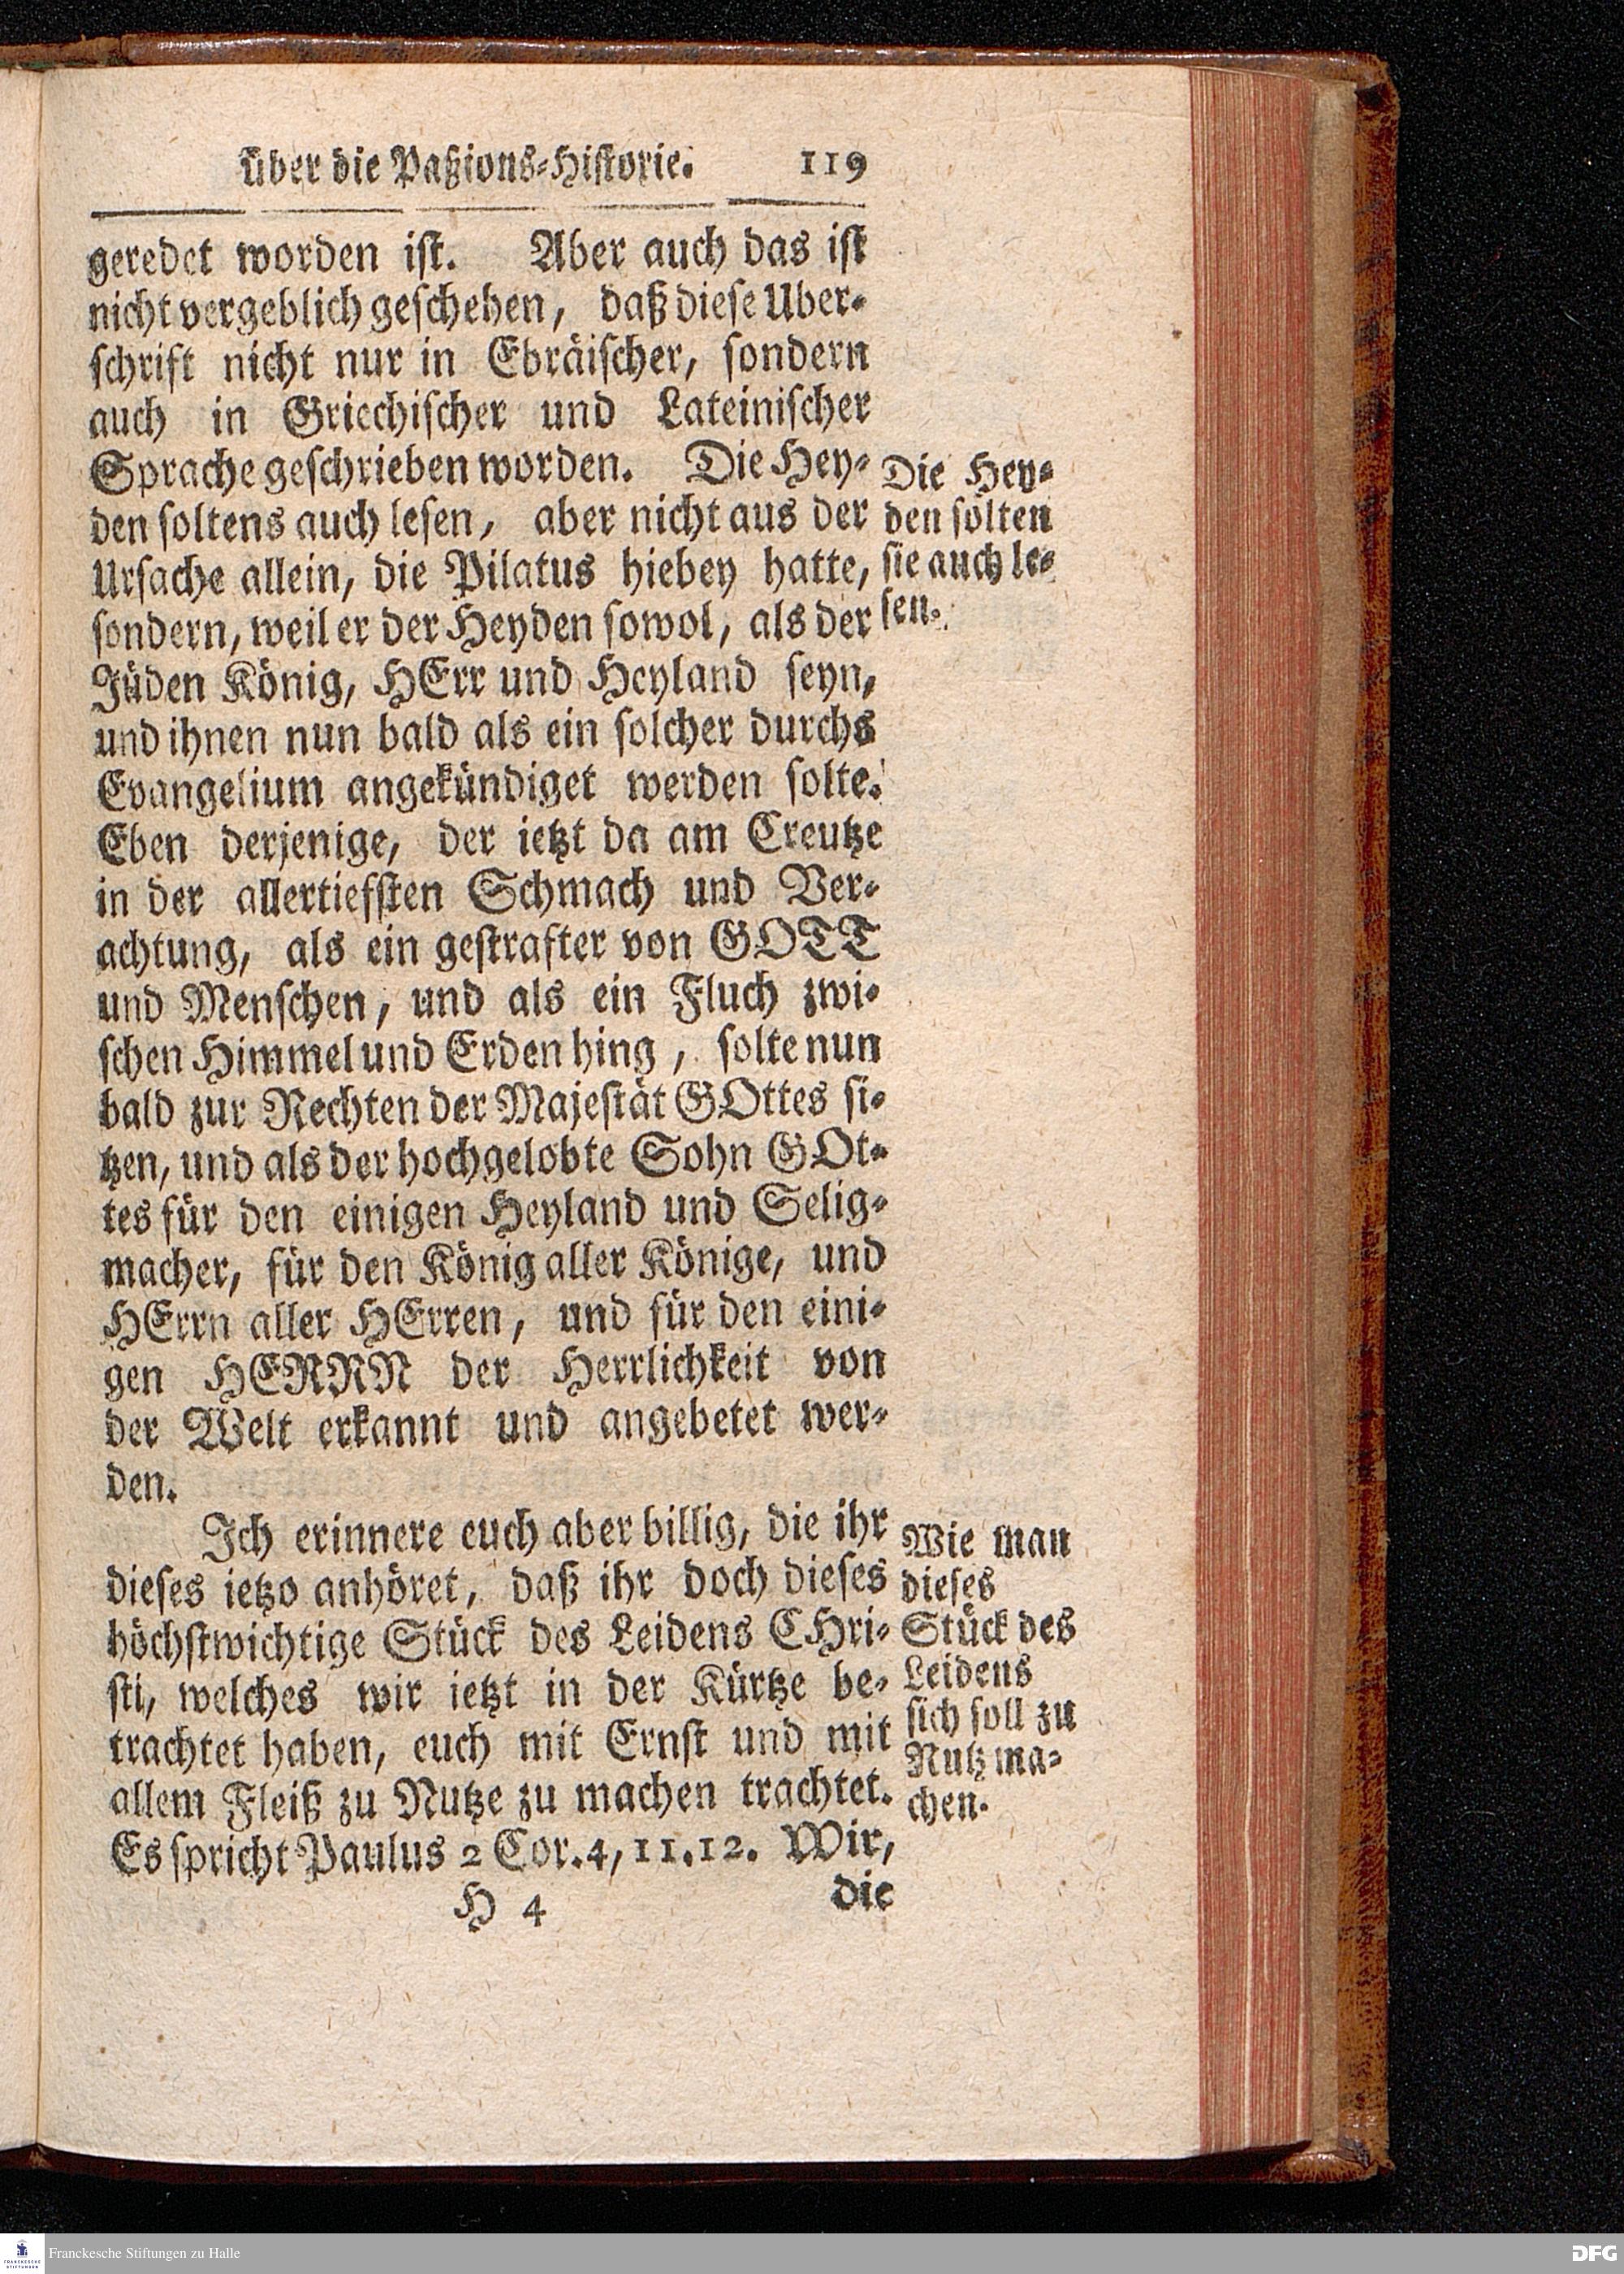 über die Paßions-Historie. 119
geredet worden ist. Aber auch das ist
nicht vergeblich geschehen, daß diese Uber-
schrift nicht nur in Ebräischer, sondern
auch in Griechischer und Lateinischer
Sprache geschrieben worden. Die Hey-
den soltens auch lesen, aber nicht aus der
Ursache allein, die Pilatus hiebey hatte,
sondern, weil er der Heyden sowol, als der
Jüden König, HErr und Heyland seyn,
und ihnen nun bald als ein solcher durchs
Evangelium angekündiget werden solte.
Eben derjenige, der ietzt da am Creutze
in der allertiefsten Schmach und Ver-
achtung, als ein gestrafter von GOTT
und Menschen, und als ein Fluch zwi-
schen Himmel und Erden hing, solte nun
bald zur Rechten der Majestät GOttes si-
tzen, und als der hochgelobte Sohn GOt-
tes für den einigen Heyland und Selig-
macher, für den König aller Könige, und
HErrn aller HErren, und für den eini-
gen HERRN der Herrlichkeit von
der Welt erkannt und angebetet wer-
den.
Ich erinnere euch aber billig, die ihr
dieses ietzo anhöret, daß ihr doch dieses
höchstwichtige Stück des Leidens CHri-
sti, welches wir ietzt in der Kürtze be-
trachtet haben, euch mit Ernst und mit
allem Fleiß zu Nutze zu machen trachtet.
Es spricht Paulus 2 Cor. 4, 11. 12. Wir,
H 4 die
Die Hey-
den solten
sie auch le-
sen.
Wie man
dieses
Stück des
Leidens
sich soll zu
Nutz ma-
chen.
FRANCKESCHE
STIFTUNGEN
Franckesche Stiftungen zu Halle
DFG